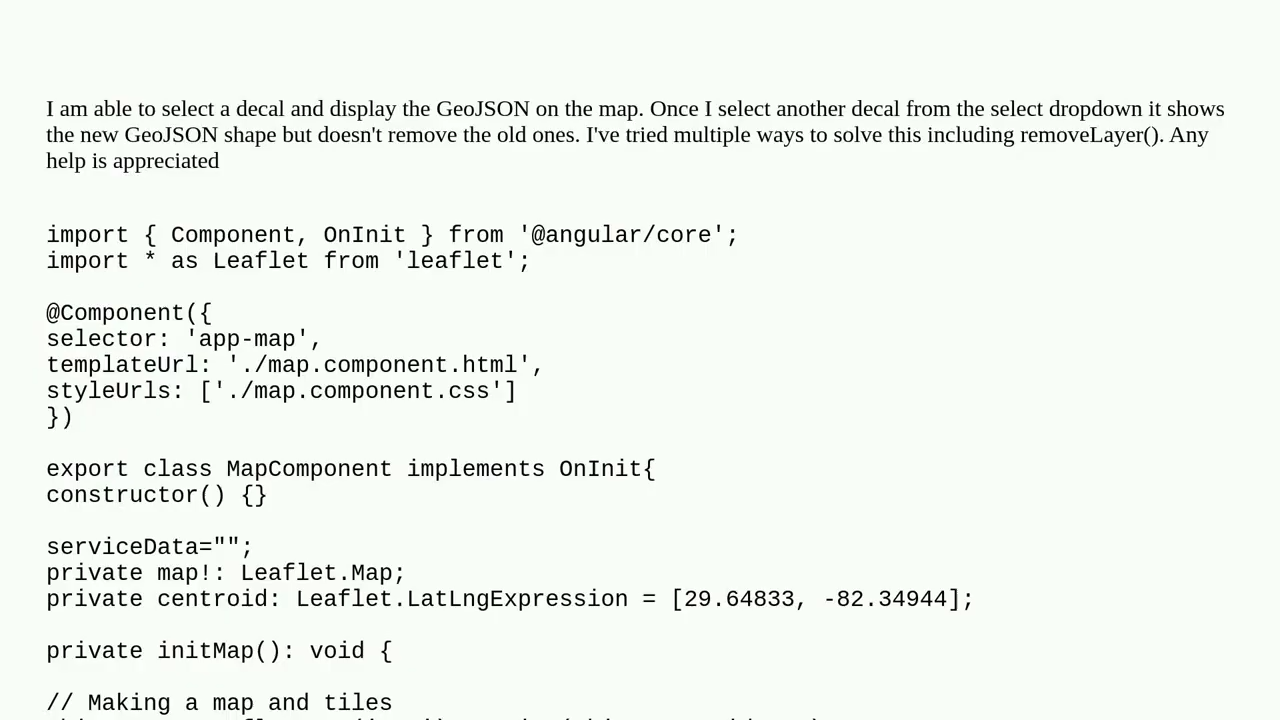 I am able to select a decal and display the GeoJSON on the map. Once I select another decal from the select dropdown it shows
the new GeoJSON shape but doesn't remove the old ones. I've tried multiple ways to solve this including removeLayer(). Any
help is appreciated
import { Component, OnInit } from '@angular/core';
import * as Leaflet from 'leaflet';
@Component({
selector: 'app-map',
templateUrl: './map.component.html',
styleUrls: ['./map.component.css']
})
export class MapComponent implements OnInit{
constructor() {}
serviceData="";
private map!: Leaflet.Map;
private centroid: Leaflet.LatLngExpression = [29.64833, -82.34944];
private initMap(): void {
// Making a map and tiles